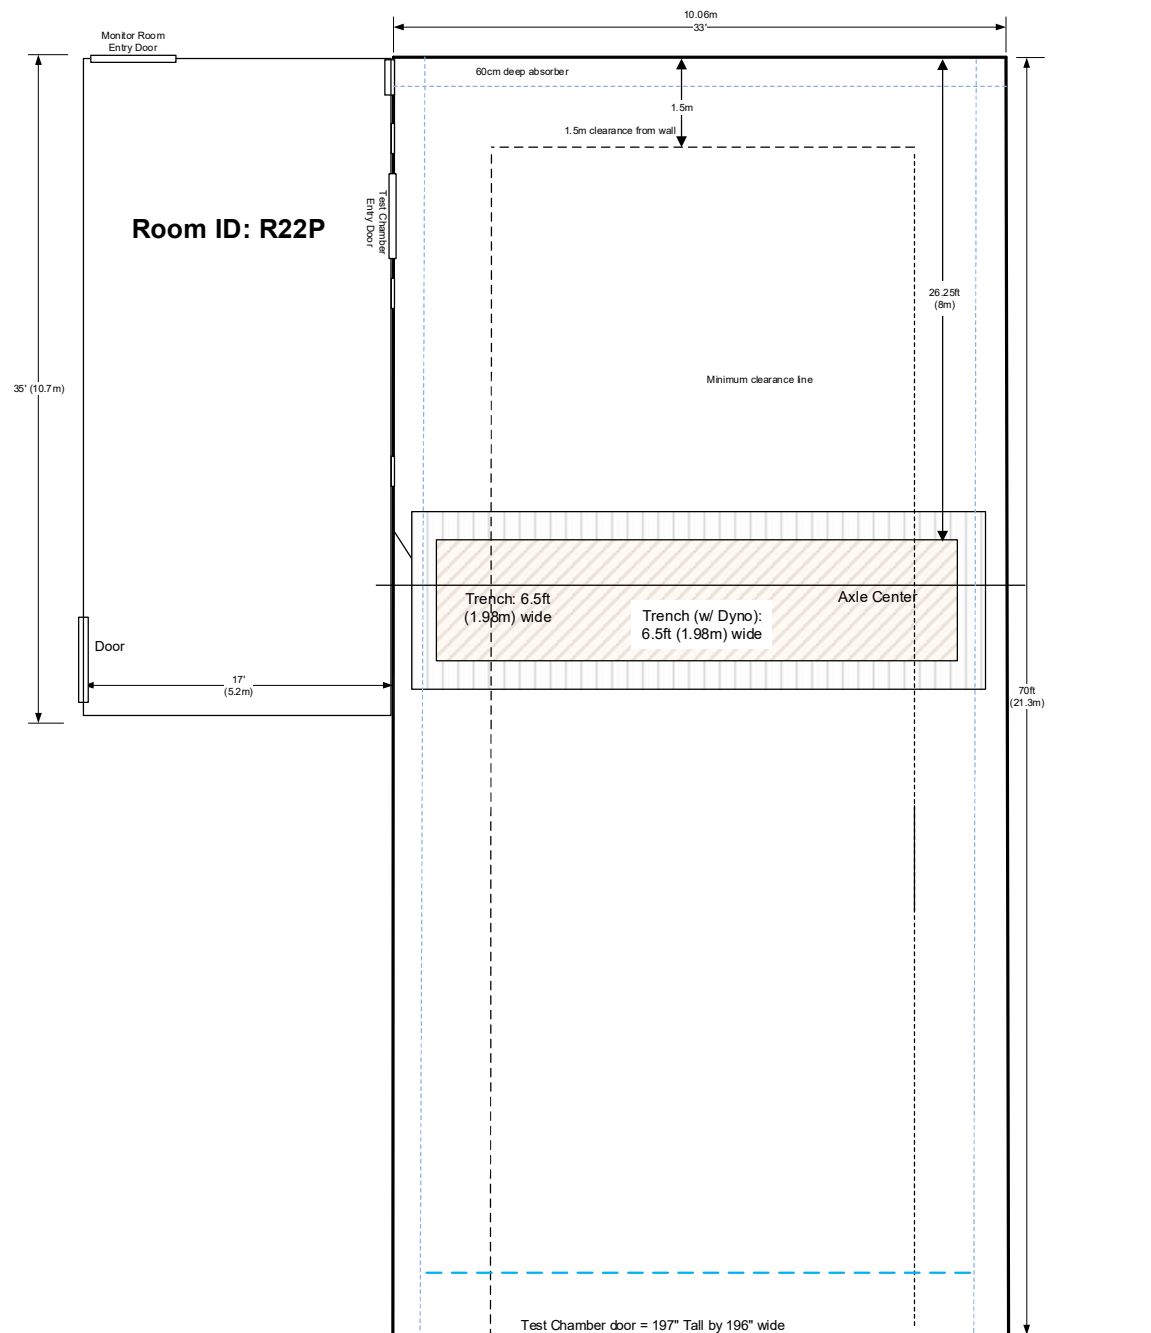 10.06m
33'
Monitor Room
Entry Door
60cm deep absorber
1.5m
1.5m clearance from wall
Room ID: R22P
Test Chamber
Entry Door
26.25ft
(8m)
Minimum clearance line
35' (10.7m)
Trench: 6.5ft
(1.98m) wide
Axle Center
Trench (w/ Dyno):
6.5ft (1.98m) wide
Door
17'
(5.2m)
70ft
(21.3m)
Test Chamber door = 197" Tall by 196" wide